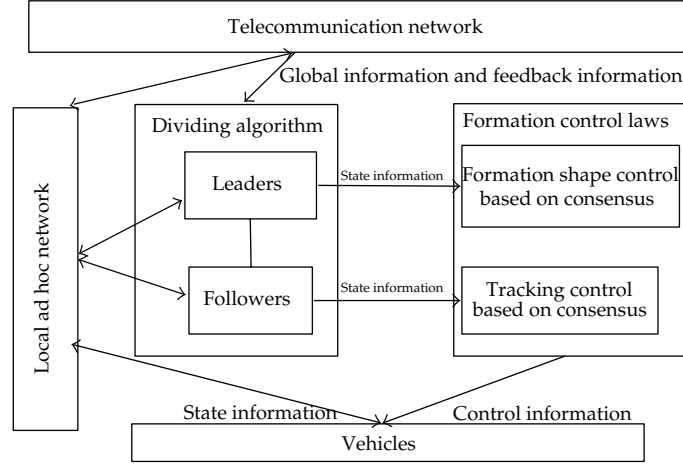 Telecommunication network
Global information and feedback information
Dividing algorithm
Formation control laws
Leaders
State information
Formation shape control
based on consensus
Local ad hoc network
Followers
State information
Tracking control
based on consensus
State information
Control information
Vehicles